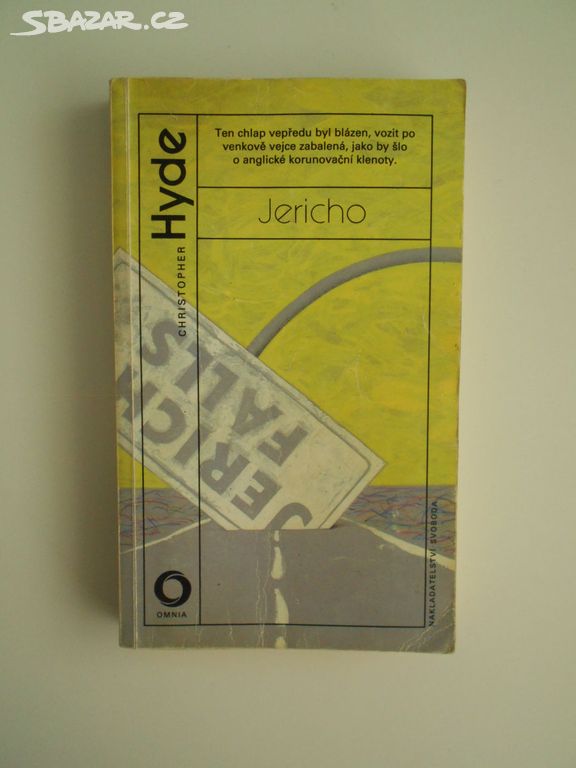 SBAZAR.CZ
Ten chlap vepředu byl blázen, vozit po
venkově vejce zabalená, jako by šlo
o anglické korunovační klenoty.
CHRISTOPHER Hyde
Jericho
JERICH
FALLS
OMNIA
NAKLADATELSTVÍ SVOBODA